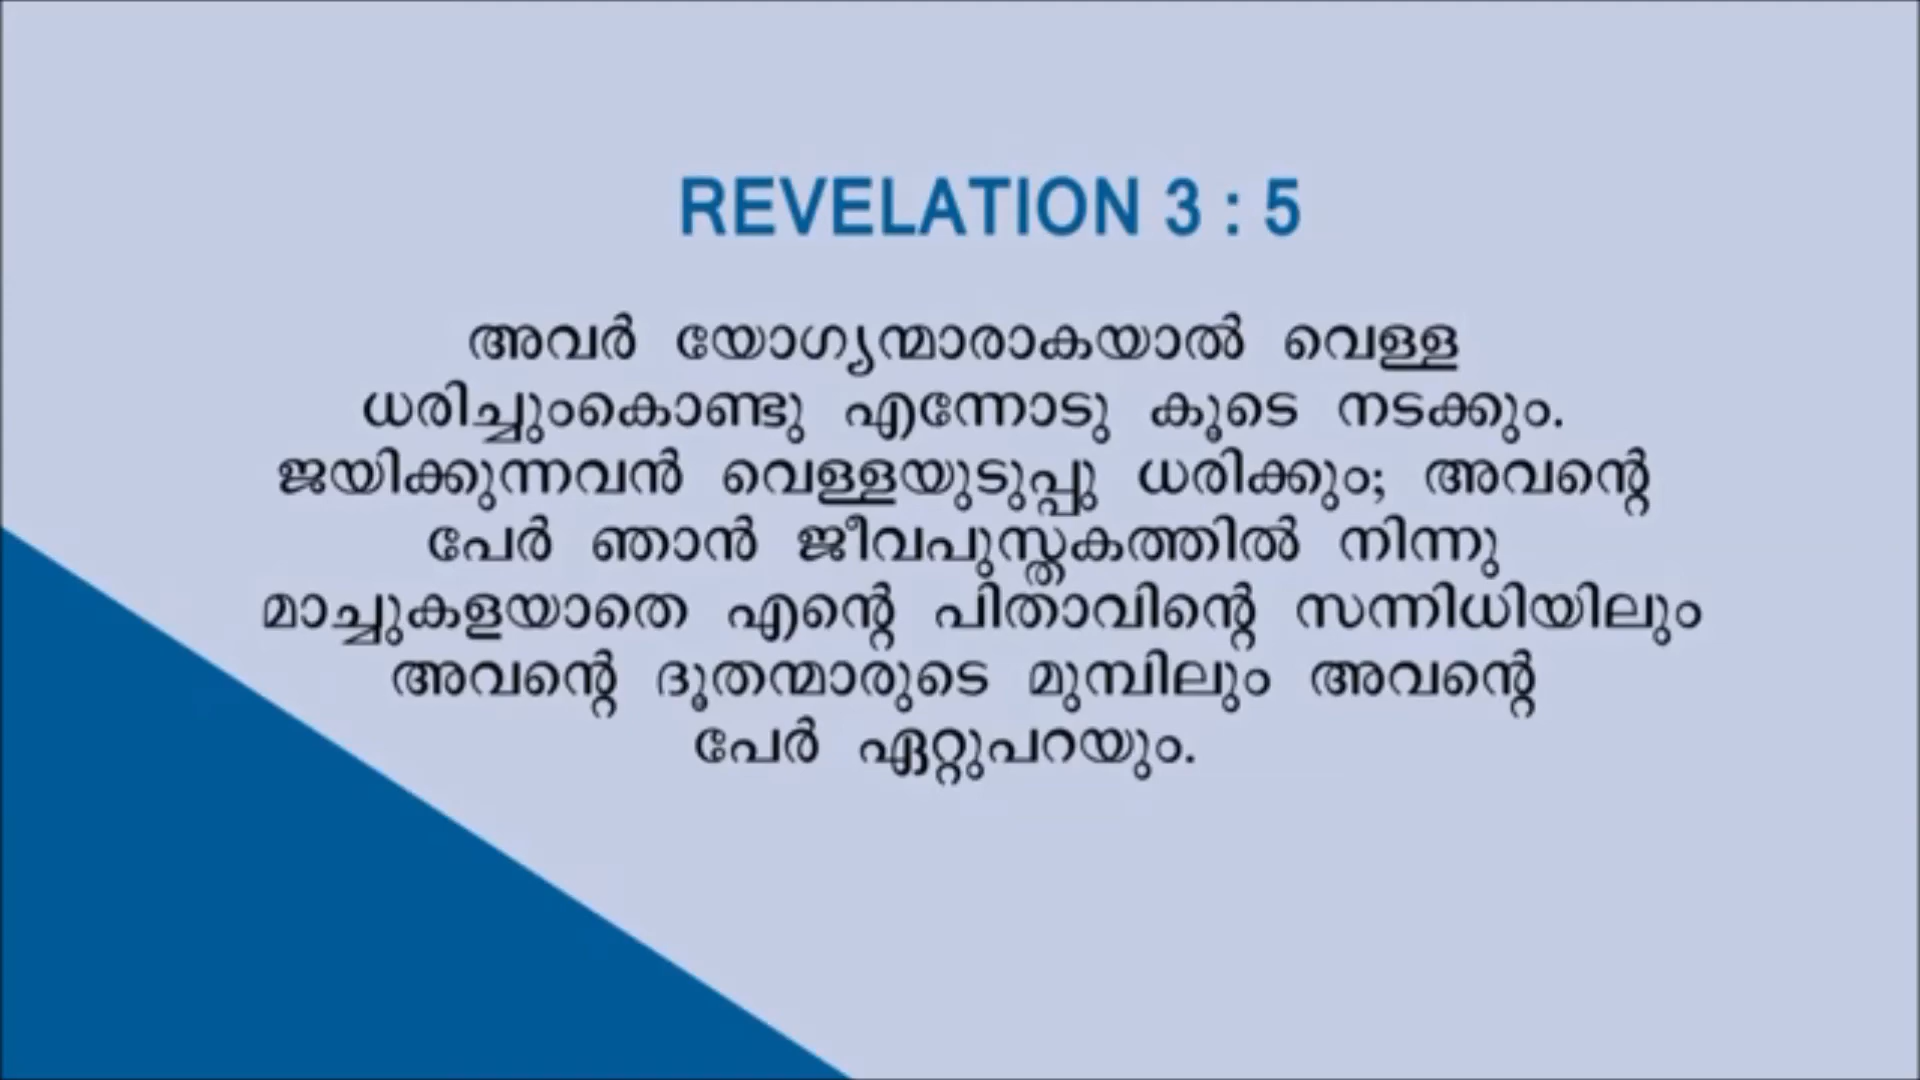 REVELATION 3 : 5
അവർ യോഗ്യന്മാരാകയാൽ വെള്ള
ധരിച്ചുംകൊണ്ടു എന്നോടു കൂടെ നടക്കും.
ജയിക്കുന്നവൻ വെള്ളയുടുപ്പു ധരിക്കും; അവന്റെ
പേർ ഞാൻ ജീവപുസ്തകത്തിൽ നിന്നു
മാച്ചുകളയാതെ എന്റെ പിതാവിന്റെ സന്നിധിയിലും
അവന്റെ ദൂതന്മാരുടെ മുമ്പിലും അവന്റെ
പേർ ഏറ്റുപറയും.